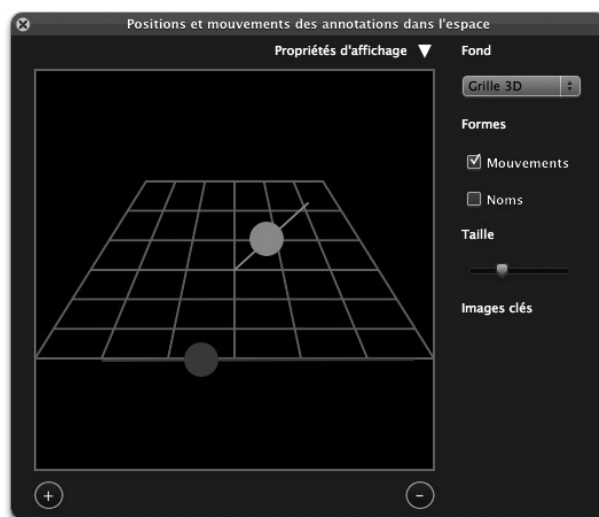 Positions et mouvements des annotations dans l'espace
Propriétés d'affichage ▼
Fond
Grille 3D
Formes
Mouvements
Noms
Taille
Images clés
+
-